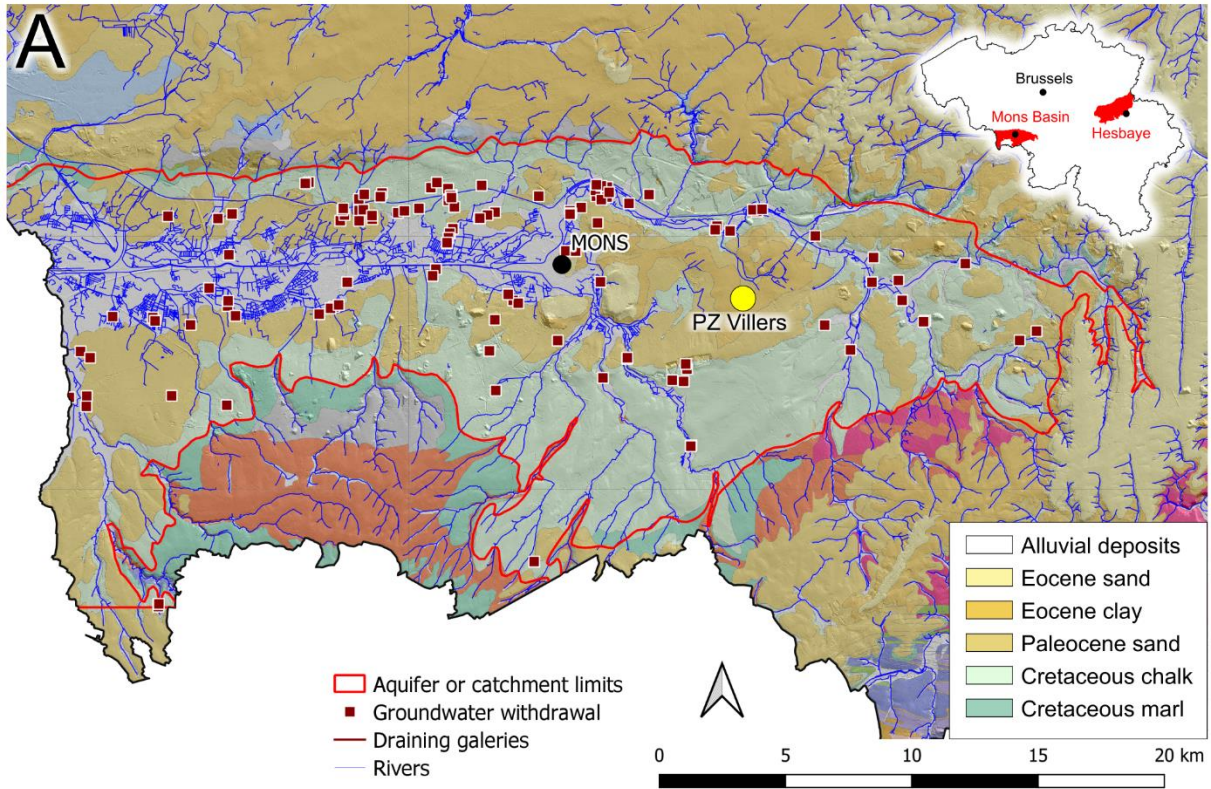 A
Brussels
Mons Basin
Hesbaye
MONS
PZ Villers
Alluvial deposits
Eocene sand
Eocene clay
Paleocene sand
Cretaceous chalk
Cretaceous marl
Aquifer or catchment limits
Groundwater withdrawal
Draining galeries
Rivers
0 5 10 15 20 km